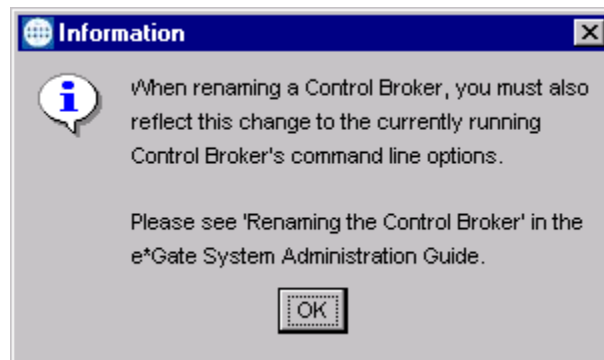 Information
When renaming a Control Broker, you must also
reflect this change to the currently running
Control Broker's command line options.
Please see 'Renaming the Control Broker' in the
e*Gate System Administration Guide.
OK